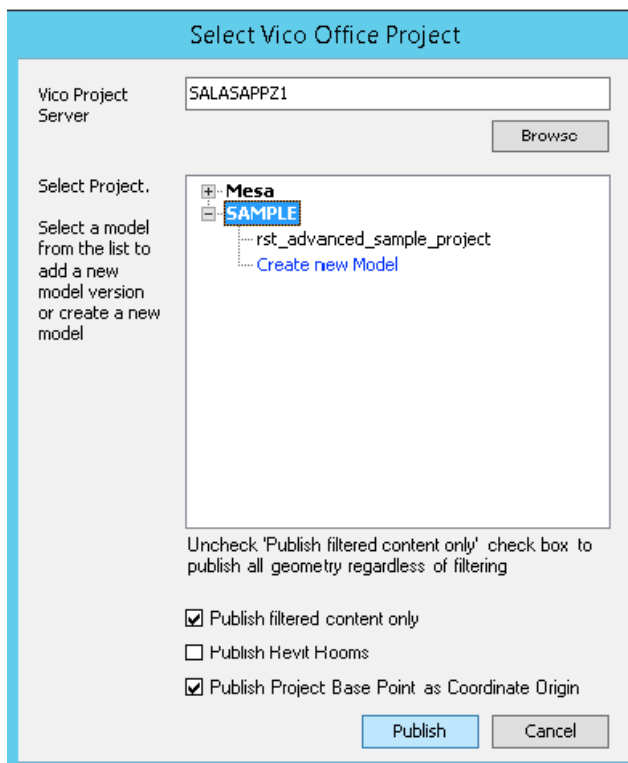 Select Vico Office Project
Vico Project
Server
SALASAPPZ1
Browse
Select Project.
Select a model
from the list to
add a new
model version
or create a new
model
Mesa
SAMPLE
rst_advanced_sample_project
Create new Model
Uncheck 'Publish filtered content only' check box to
publish all geometry regardless of filtering
Publish filtered content only
Publish Revit Rooms
Publish Project Base Point as Coordinate Origin
Publish
Cancel